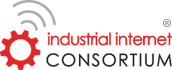 ®
industrial internet
CONSORTIUM